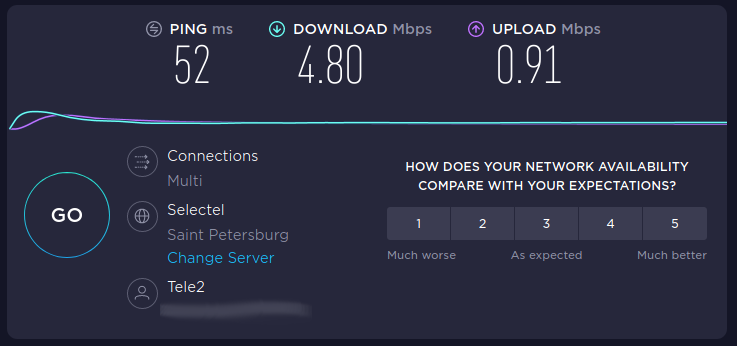 PING ms DOWNLOAD Mbps UPLOAD Mbps
52 4.80 0.91
Connections
Multi
Selectel
Saint Petersburg
Change Server
Tele2
GO
HOW DOES YOUR NETWORK AVAILABILITY
COMPARE WITH YOUR EXPECTATIONS?
1 2 3 4 5
Much worse As expected Much better